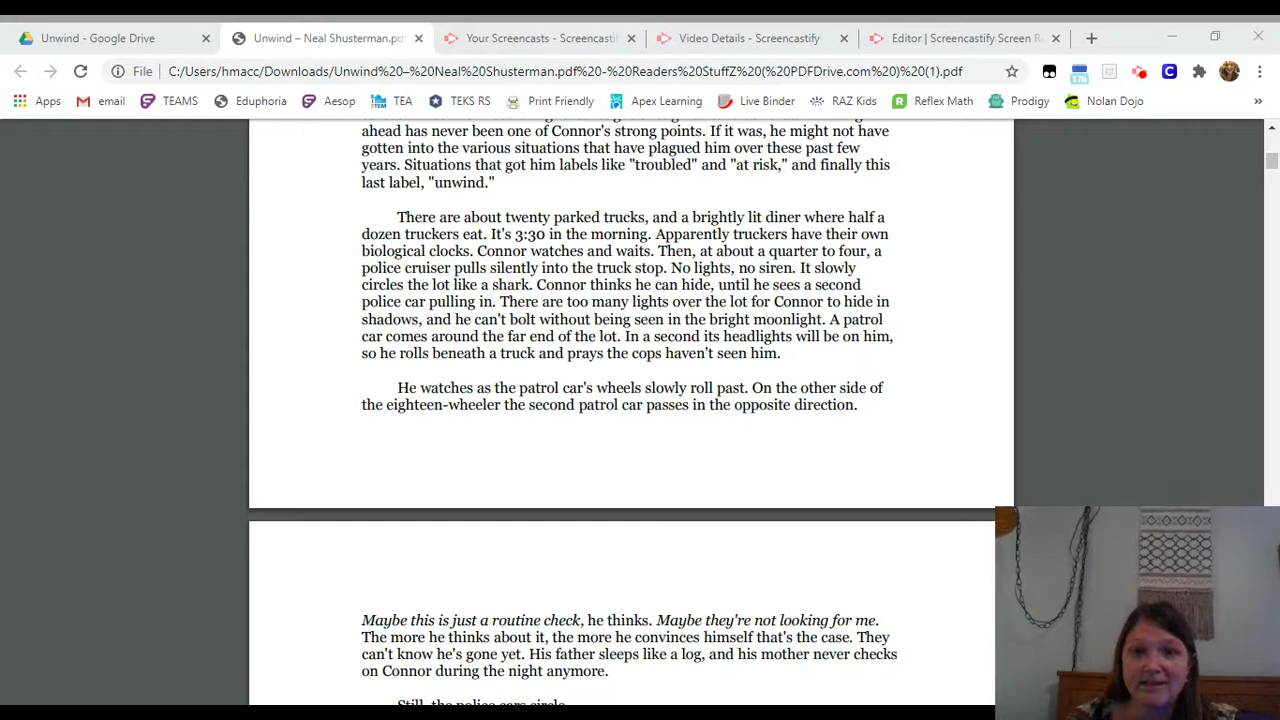 Unwind - Google Drive
Unwind – Neal Shusterman.pd
Your Screencasts - Screencastif
Video Details - Screencastify
Editor | Screencastify Screen Re
File
C:/Users/hmacc/Downloads/Unwind%20-%20Neal%20Shusterman.pdf%20-%20Readers%20StuffZ%20(%20PDFDrive.com%20)%20(1).pdf
Apps
email
TEAMS
Euphoria
Aesop
TEA
TEKS RS
Print Friendly
Apex Learning
Live Binder
RAZ Kids
Reflex Math
Prodigy
Nolan Dojo
ahead has never been one of Connor's strong points. If it was, he might not have
gotten into the various situations that have plagued him over these past few
years. Situations that got him labels like "troubled" and "at risk," and finally this
last label, "unwind."
There are about twenty parked trucks, and a brightly lit diner where half a
dozen truckers eat. It's 3:30 in the morning. Apparently truckers have their own
biological clocks. Connor watches and waits. Then, at about a quarter to four, a
police cruiser pulls silently into the truck stop. No lights, no siren. It slowly
circles the lot like a shark. Connor thinks he can hide, until he sees a second
police car pulling in. There are too many lights over the lot for Connor to hide in
shadows, and he can't bolt without being seen in the bright moonlight. A patrol
car comes around the far end of the lot. In a second its headlights will be on him,
so he rolls beneath a truck and prays the cops haven't seen him.
He watches as the patrol car's wheels slowly roll past. On the other side of
the eighteen-wheeler the second patrol car passes in the opposite direction.
Maybe this is just a routine check, he thinks. Maybe they're not looking for me.
The more he thinks about it, the more he convinces himself that's the case. They
can't know he's gone yet. His father sleeps like a log, and his mother never checks
on Connor during the night anymore.
Still, the police cars circle.